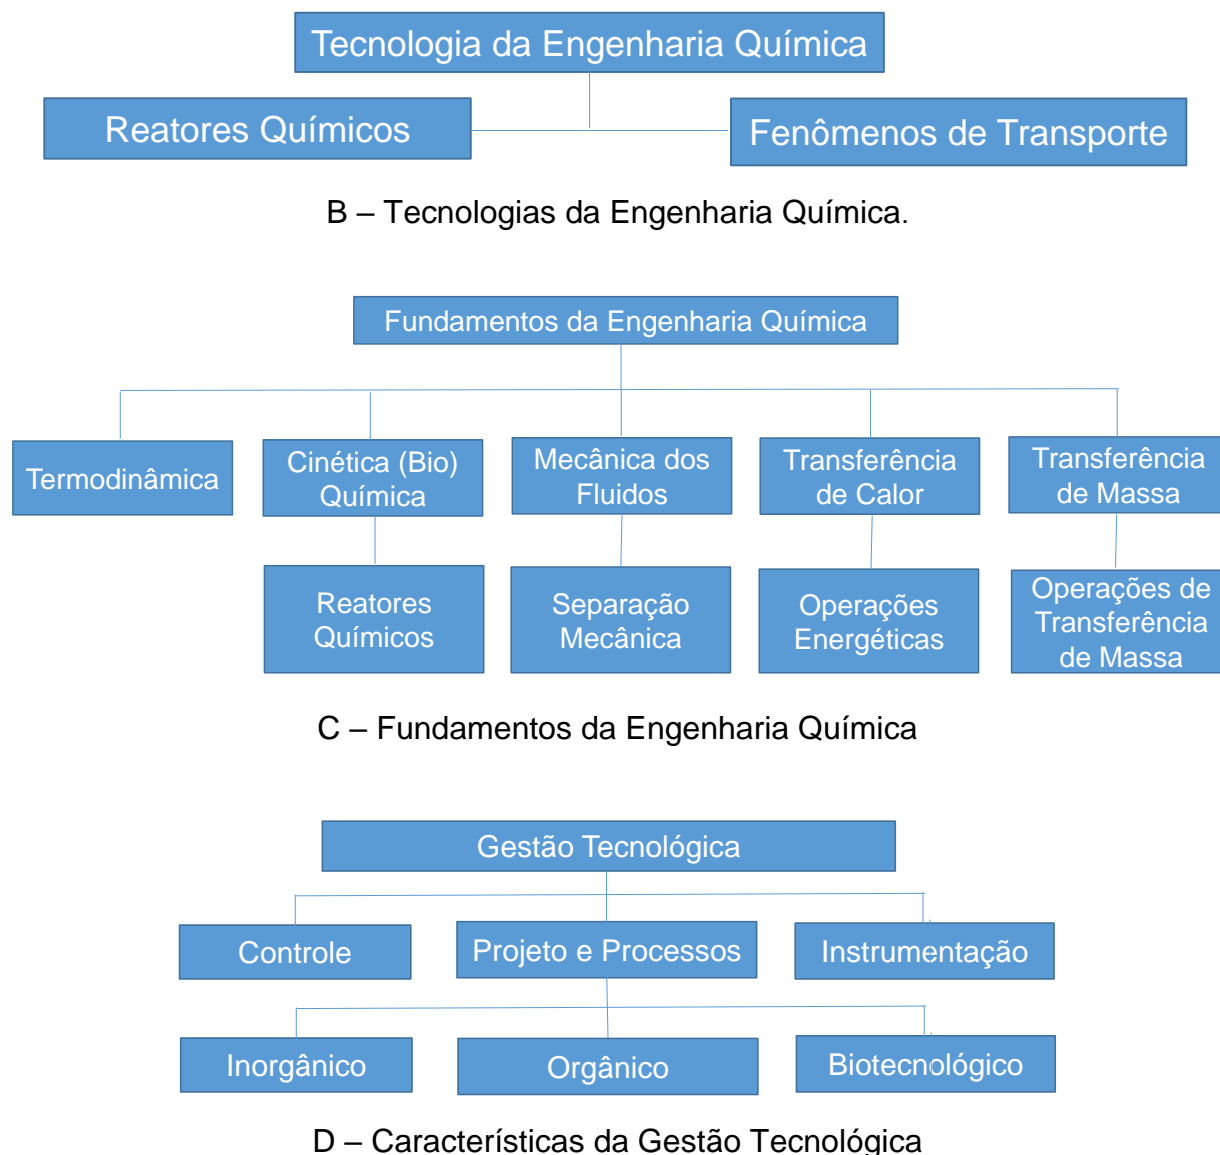 Tecnologia da Engenharia Química
Reatores Químicos
Fenômenos de Transporte
B – Tecnologias da Engenharia Química.
Fundamentos da Engenharia Química
Termodinâmica
Cinética (Bio)
Química
Mecânica dos
Fluidos
Transferência
de Calor
Transferência
de Massa
Reatores
Químicos
Separação
Mecânica
Operações
Energéticas
Operações de
Transferência
de Massa
C – Fundamentos da Engenharia Química
Gestão Tecnológica
Controle
Projeto e Processos
Instrumentação
Inorgânico
Orgânico
Biotecnológico
D – Características da Gestão Tecnológica